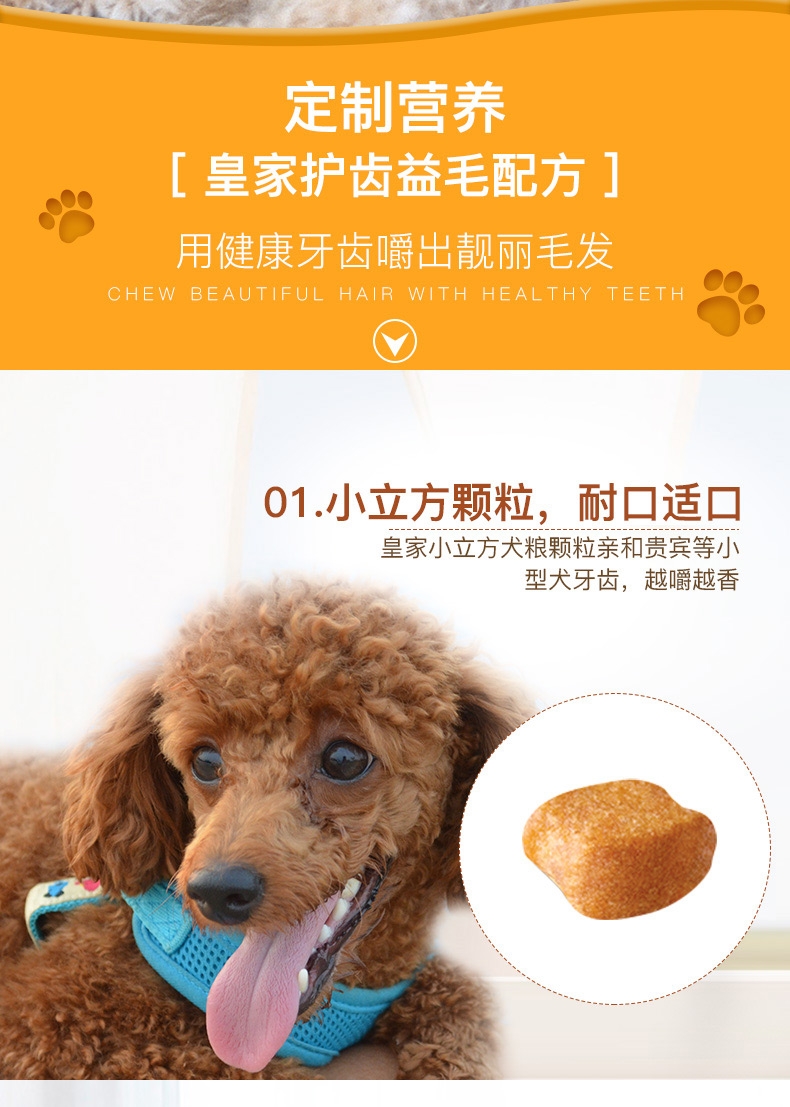 定制营养
[ 皇家护齿益毛配方 ]
用健康牙齿嚼出靓丽毛发
CHEW BEAUTIFUL HAIR WITH HEALTHY TEETH
01.小立方颗粒，耐口适口
皇家小立方犬粮颗粒亲和贵宾等小
型犬牙齿，越嚼越香